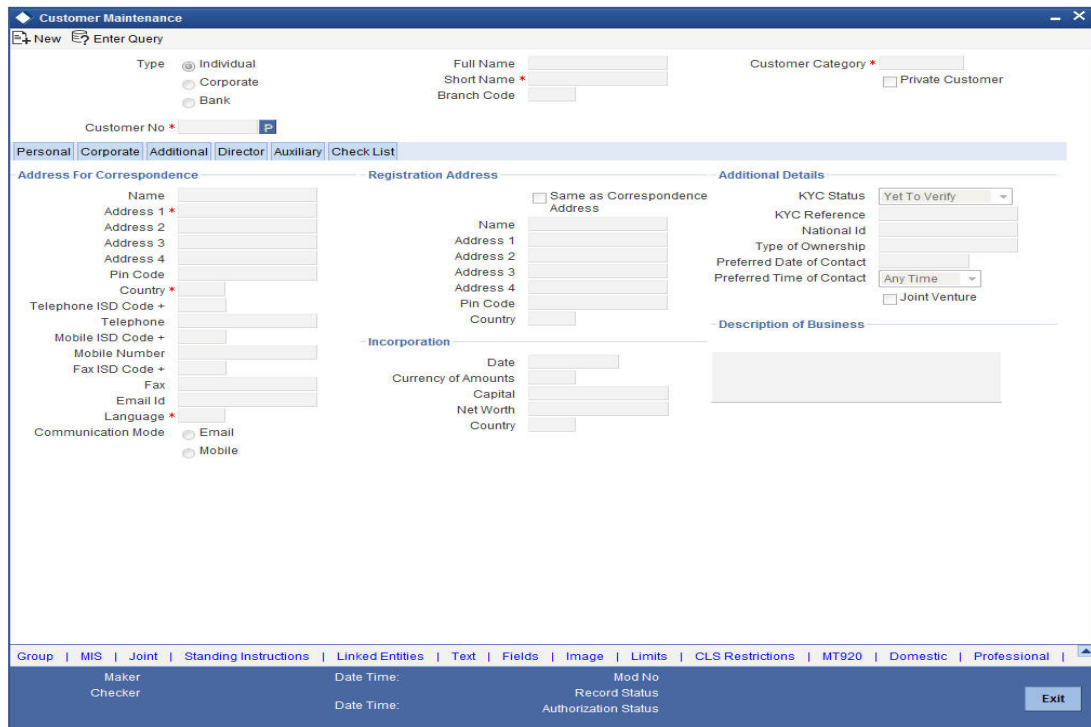 Customer Maintenance
New Enter Query
Type Individual
Corporate
Bank
Customer No * P
Full Name
Short Name *
Branch Code
Customer Category *
Private Customer
Personal Corporate Additional Director Auxiliary Check List
Address For Correspondence
Name
Address 1 *
Address 2
Address 3
Address 4
Pin Code
Country *
Telephone ISD Code +
Telephone
Mobile ISD Code +
Mobile Number
Fax ISD Code +
Fax
Email Id
Language *
Communication Mode Email
Mobile
Registration Address
Same as Correspondence
Address
Name
Address 1
Address 2
Address 3
Address 4
Pin Code
Country
Incorporation
Date
Currency of Amounts
Capital
Net Worth
Country
Additional Details
KYC Status Yet To Verify
KYC Reference
National Id
Type of Ownership
Preferred Date of Contact
Preferred Time of Contact Any Time
Joint Venture
Description of Business
Group | MIS | Joint | Standing Instructions | Linked Entities | Text | Fields | Image | Limits | CLS Restrictions | MT920 | Domestic | Professional |
Maker Date Time: Mod No
Checker Record Status
Date Time: Authorization Status
Exit